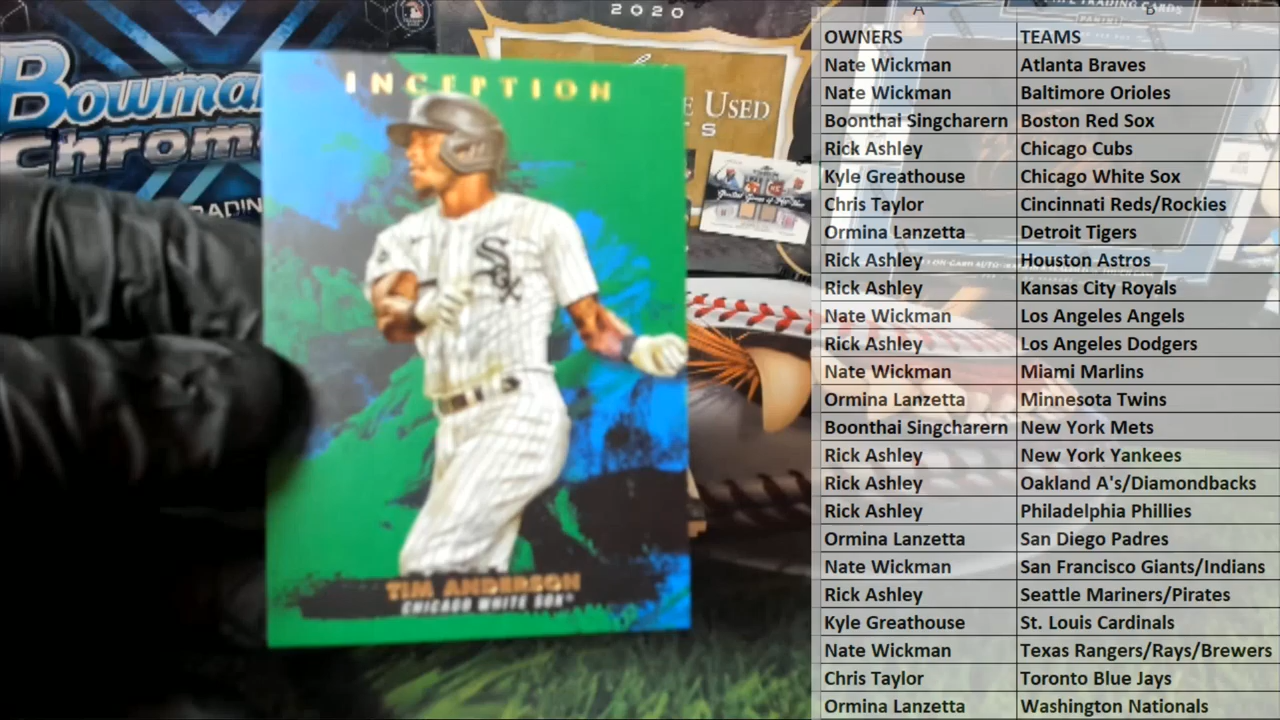 2020
Bowma
Chrome
RADIN
E USED
INCEPTION
SOX
TIM ANDERSON
CHICAGO WHITE SOX
TRADING CARDS
PANINI
A B
OWNERS TEAMS
Nate Wickman Atlanta Braves
Nate Wickman Baltimore Orioles
Boonthai Singcharern Boston Red Sox
Rick Ashley Chicago Cubs
Kyle Greathouse Chicago White Sox
Chris Taylor Cincinnati Reds/Rockies
Ormina Lanzetta Detroit Tigers
Rick Ashley Houston Astros
Rick Ashley Kansas City Royals
Nate Wickman Los Angeles Angels
Rick Ashley Los Angeles Dodgers
Nate Wickman Miami Marlins
Ormina Lanzetta Minnesota Twins
Boonthai Singcharern New York Mets
Rick Ashley New York Yankees
Rick Ashley Oakland A's/Diamondbacks
Rick Ashley Philadelphia Phillies
Ormina Lanzetta San Diego Padres
Nate Wickman San Francisco Giants/Indians
Rick Ashley Seattle Mariners/Pirates
Kyle Greathouse St. Louis Cardinals
Nate Wickman Texas Rangers/Rays/Brewers
Chris Taylor Toronto Blue Jays
Ormina Lanzetta Washington Nationals